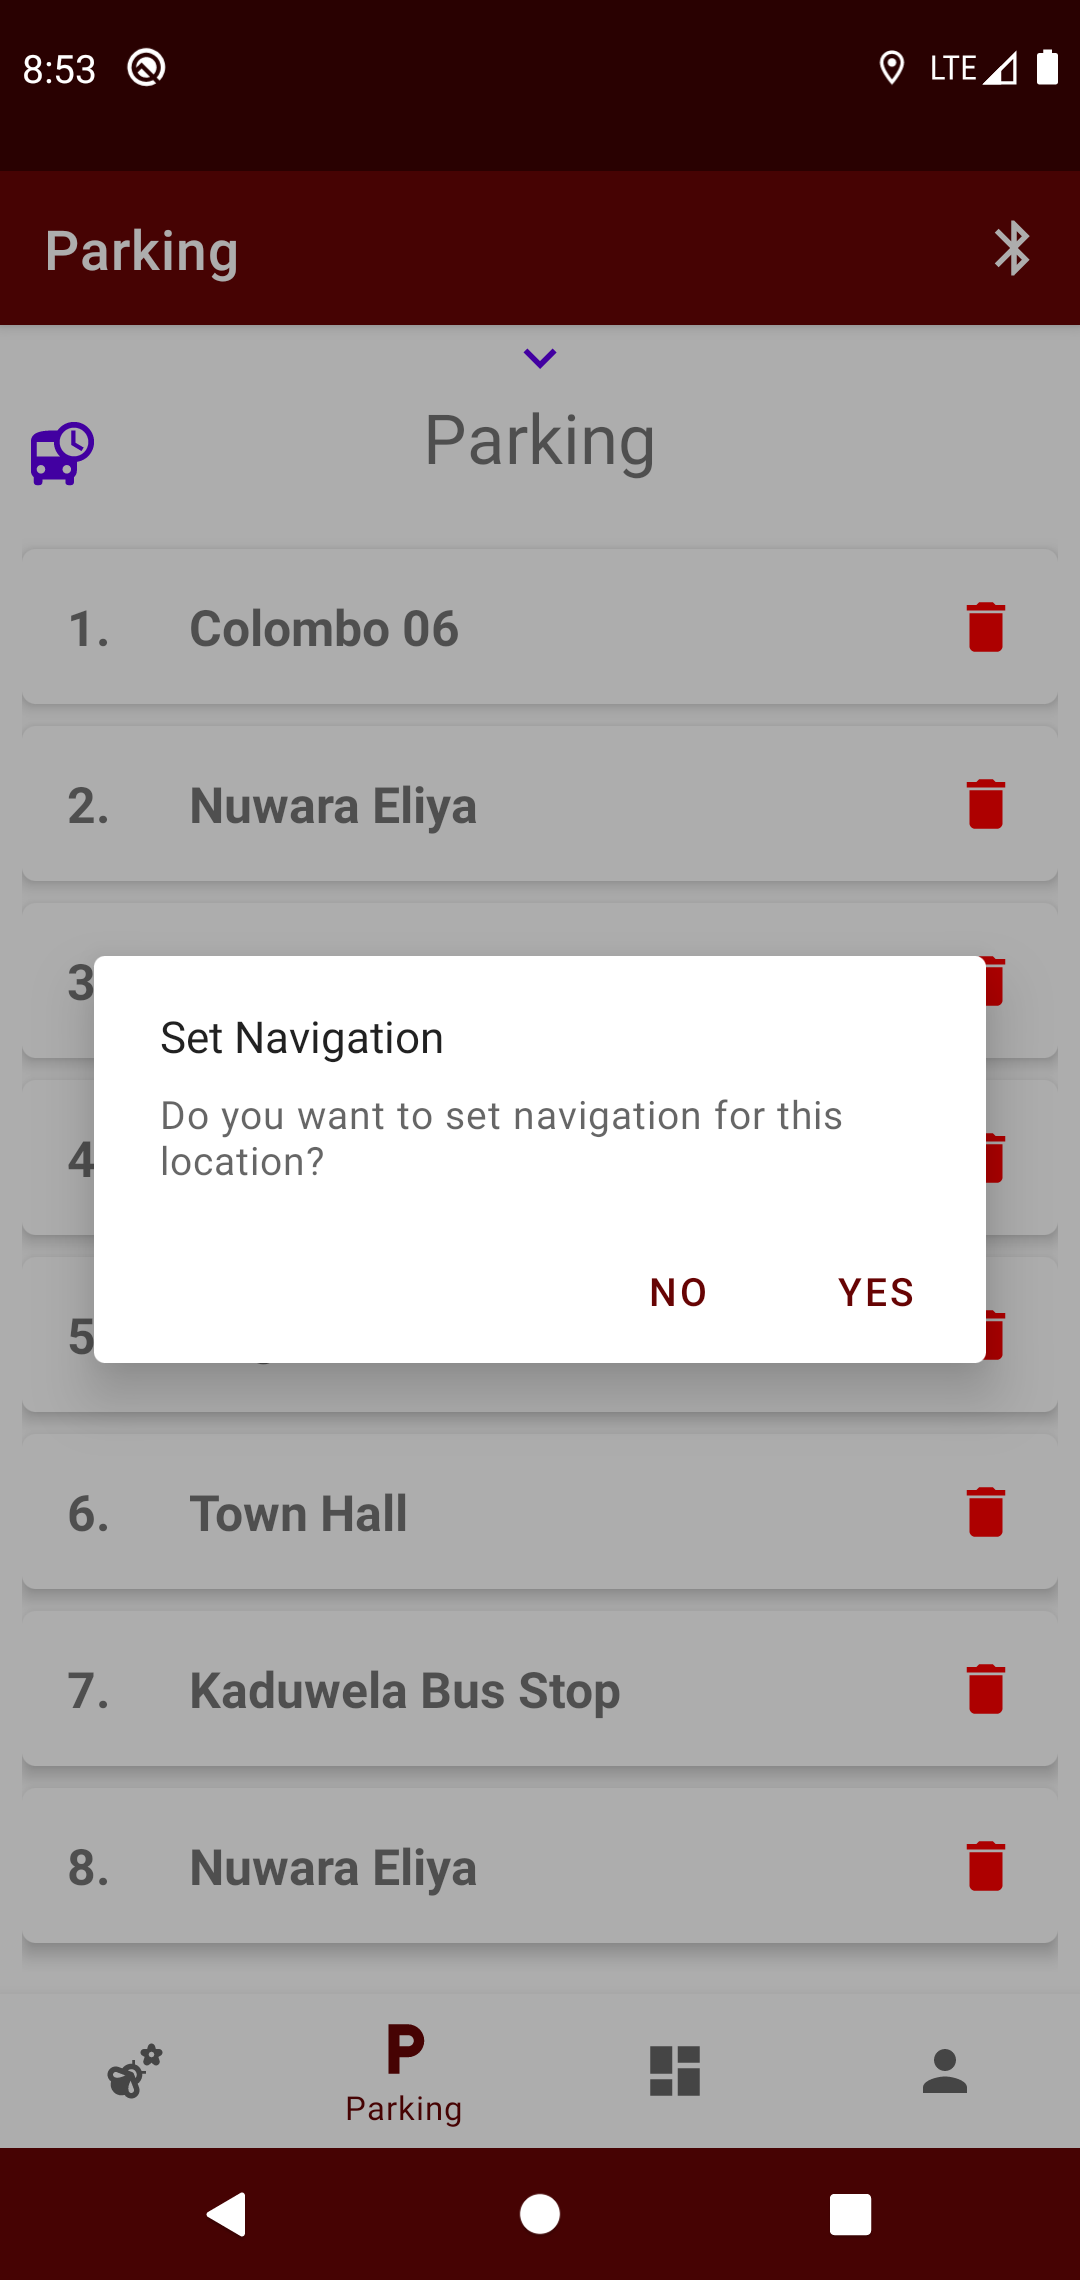 8:53
LTE
Parking
Parking
1. Colombo 06
2. Nuwara Eliya
3
Set Navigation
Do you want to set navigation for this
location?
4
NO YES
5
6. Town Hall
7. Kaduwela Bus Stop
8. Nuwara Eliya
P
Parking